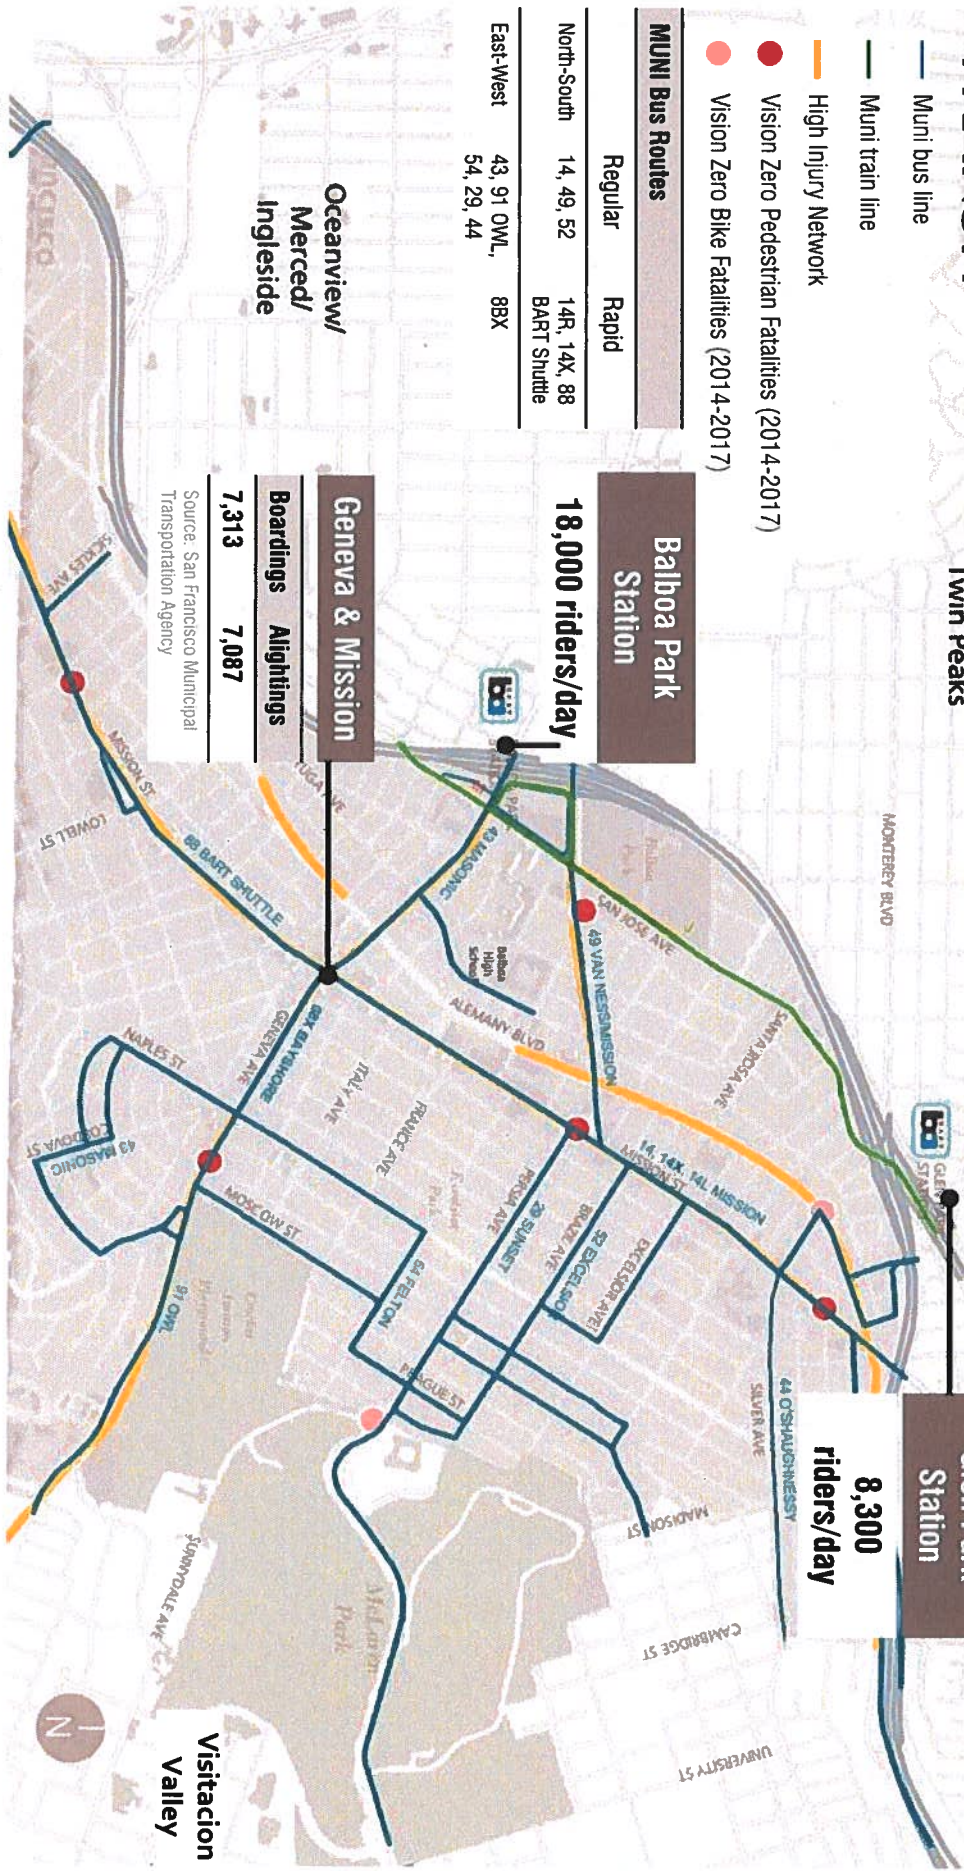 Twin Peaks
Muni bus line
Muni train line
High Injury Network
Vision Zero Pedestrian Fatalities (2014-2017)
Vision Zero Bike Fatalities (2014-2017)
MUNI Bus Routes
Regular Rapid
North-South 14, 49, 52 14R, 14X, 88
BART Shuttle
East-West 43, 91 OWL, 8BX
54, 29, 44
Balboa Park
Station
18,000 riders/day
Station
8,300
riders/day
Geneva & Mission
Boardings Alightings
7,313 7,087
Source: San Francisco Municipal
Transportation Agency
Oceanview/
Merced/
Ingleside
Visitacion
Valley
MONTEREY BLVD
SAN JOSE AVE
SANTA ROSA AVE
49 VAN NESS/MISSION
43 MASONIC
Balboa
High
School
ALEMANY BLVD
14, 14X, 14L MISSION
MISSION ST
44 O'SHAUGHNESSY
SILVER AVE
EXCELSIOR AVE
52 EXCELSIOR
BRAZIL AVE
PERSIA AVE
29 SUNSET
FRANCE AVE
ITALY AVE
GENEVA AVE
88 BART SHUTTLE
MISSION ST
LOWELL ST
SICKLES AVE
NAPLES ST
CORDOVA ST
43 MASONIC
MOSCOW ST
54 FELTON
PRAGUE ST
91 OWL
McLaren
Park
MADISON ST
CAMBRIDGE ST
UNIVERSITY ST
SUNNYDALE AVE
N